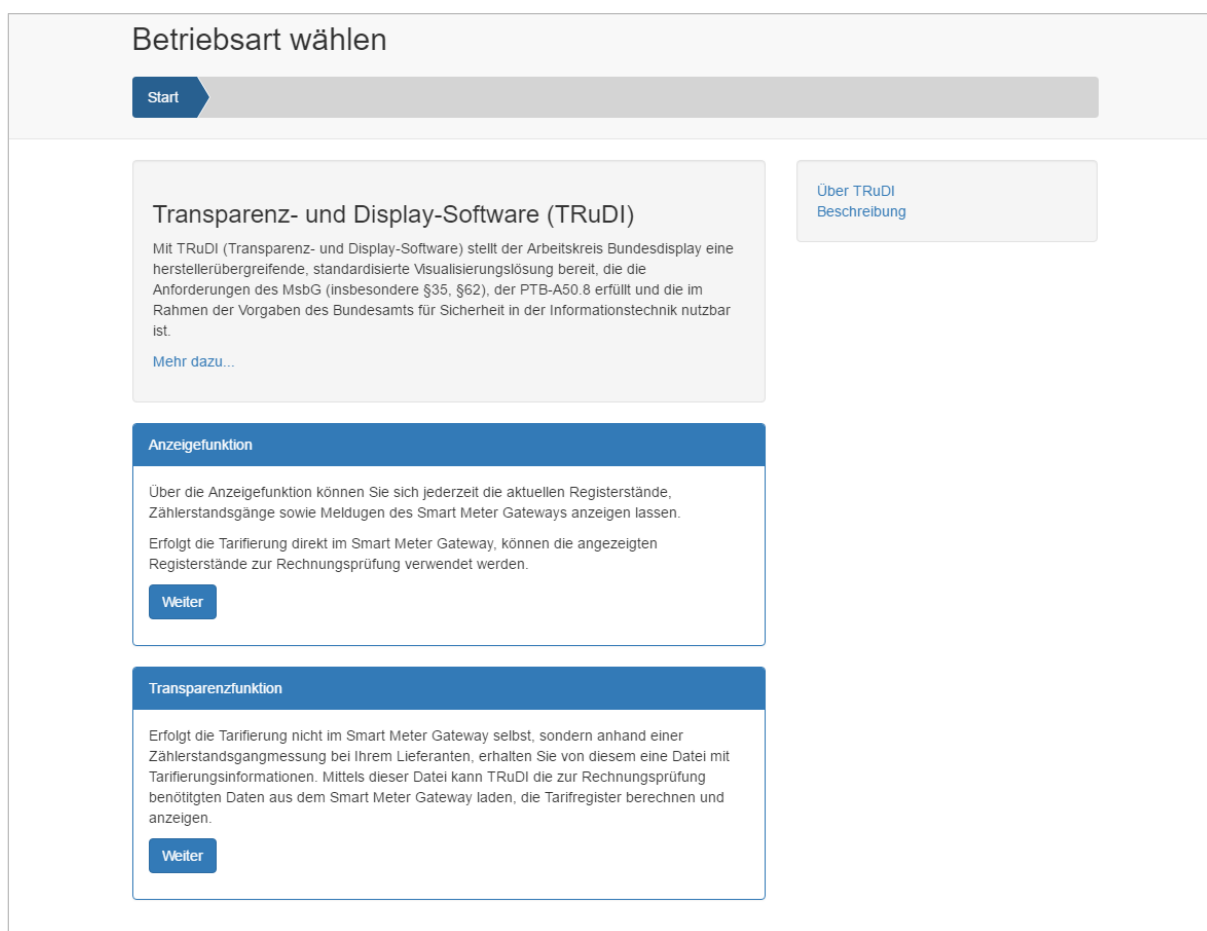 Betriebsart wählen
Start
Transparenz- und Display-Software (TRuDI)
Mit TRuDI (Transparenz- und Display-Software) stellt der Arbeitskreis Bundesdisplay eine
herstellerübergreifende, standardisierte Visualisierungslösung bereit, die die
Anforderungen des MsbG (insbesondere §35, §62), der PTB-A50.8 erfüllt und die im
Rahmen der Vorgaben des Bundesamts für Sicherheit in der Informationstechnik nutzbar
ist.
Mehr dazu...
Über TRuDI
Beschreibung
Anzeigefunktion
Über die Anzeigefunktion können Sie sich jederzeit die aktuellen Registerstände,
Zählerstandsgänge sowie Meldugen des Smart Meter Gateways anzeigen lassen.
Erfolgt die Tarifierung direkt im Smart Meter Gateway, können die angezeigten
Registerstände zur Rechnungsprüfung verwendet werden.
Weiter
Transparenzfunktion
Erfolgt die Tarifierung nicht im Smart Meter Gateway selbst, sondern anhand einer
Zählerstandsgangmessung bei Ihrem Lieferanten, erhalten Sie von diesem eine Datei mit
Tarifierungsinformationen. Mittels dieser Datei kann TRuDI die zur Rechnungsprüfung
benötitgten Daten aus dem Smart Meter Gateway laden, die Tarifregister berechnen und
anzeigen.
Weiter